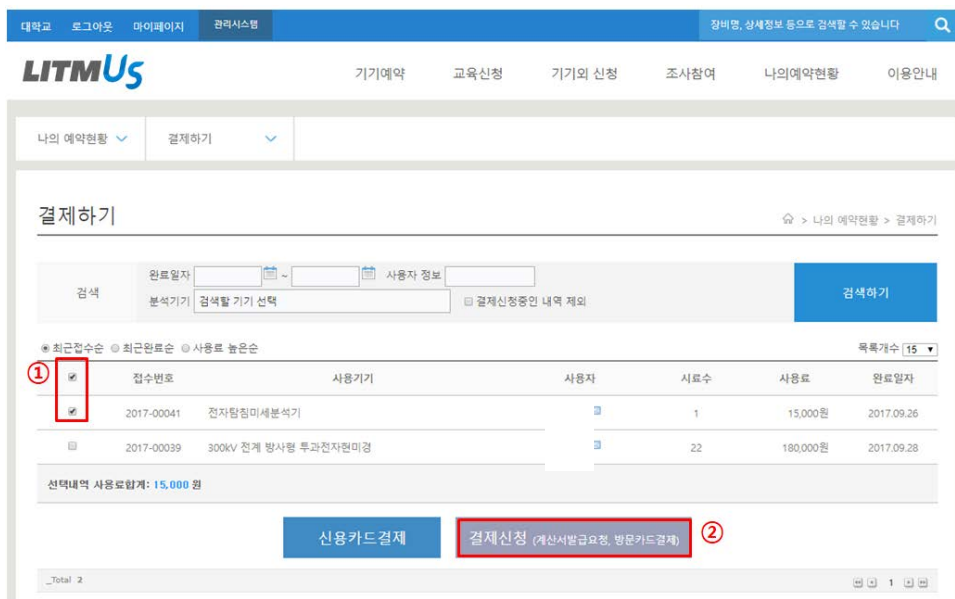 대학교 로그아웃 마이페이지 관리시스템 장비명, 상세정보 등으로 검색할 수 있습니다
LITMUS 기기예약 교육신청 기기외 신청 조사참여 나의예약현황 이용안내
나의 예약현황 결제하기
결제하기 > 나의 예약현황 > 결제하기
완료일자 ~ 사용자 정보
검색 검색하기
분석기기 검색할 기기 선택 결제신청중인 내역 제외
최근접수순 최근완료순 사용료 높은순 목록개수 15
① 접수번호 사용기기 사용자 시료수 사용료 완료일자
2017-00041 전자탐침미세분석기 1 15,000원 2017.09.26
2017-00039 300kV 전계 방사형 투과전자현미경 22 180,000원 2017.09.28
선택내역 사용료합계: 15,000 원
신용카드결제 결제신청 (계산서발급요청, 방문카드결제) ②
_Total 2 1